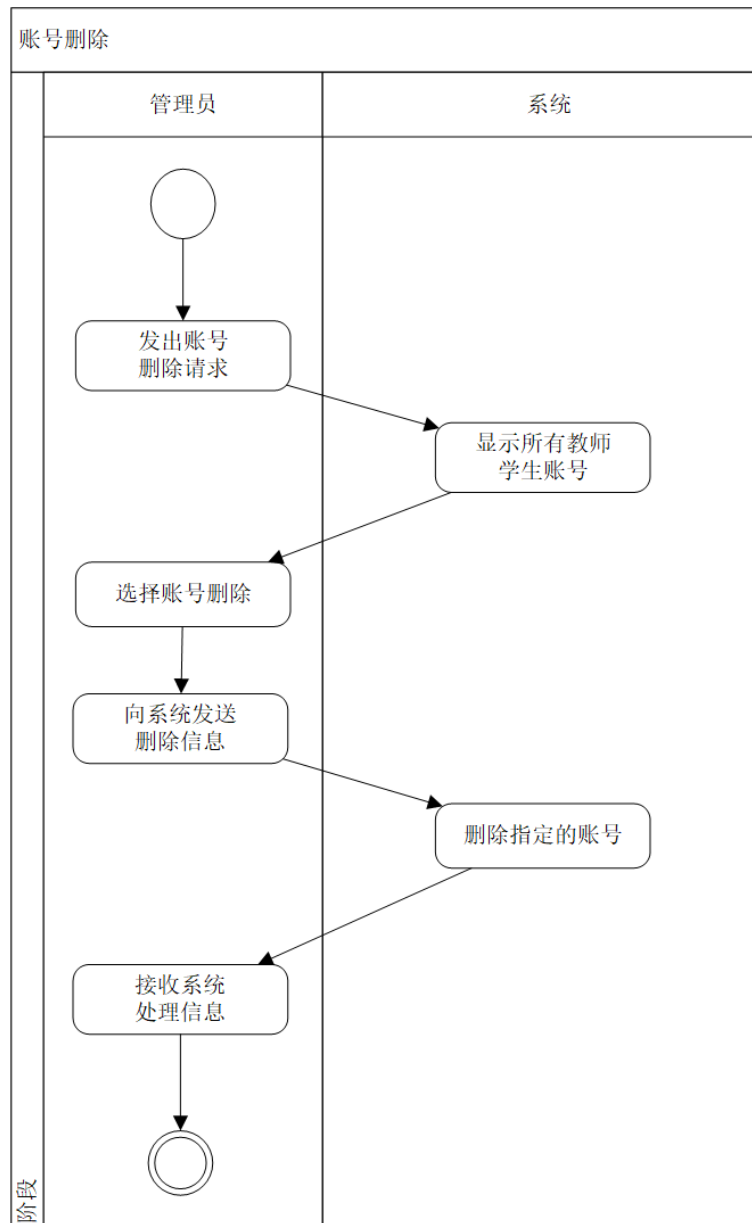 账号删除
管理员
系统
发出账号
删除请求
显示所有教师
学生账号
选择账号删除
向系统发送
删除信息
删除指定的账号
接收系统
处理信息
阶段